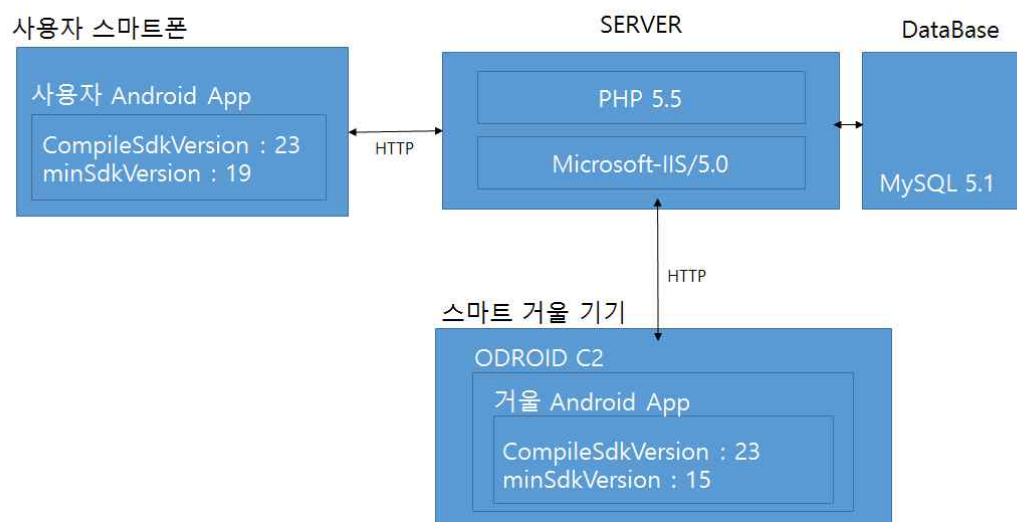 사용자 스마트폰
사용자 Android App
CompileSdkVersion : 23
minSdkVersion : 19
HTTP
SERVER
PHP 5.5
Microsoft-IIS/5.0
DataBase
MySQL 5.1
HTTP
스마트 거울 기기
ODROID C2
거울 Android App
CompileSdkVersion : 23
minSdkVersion : 15